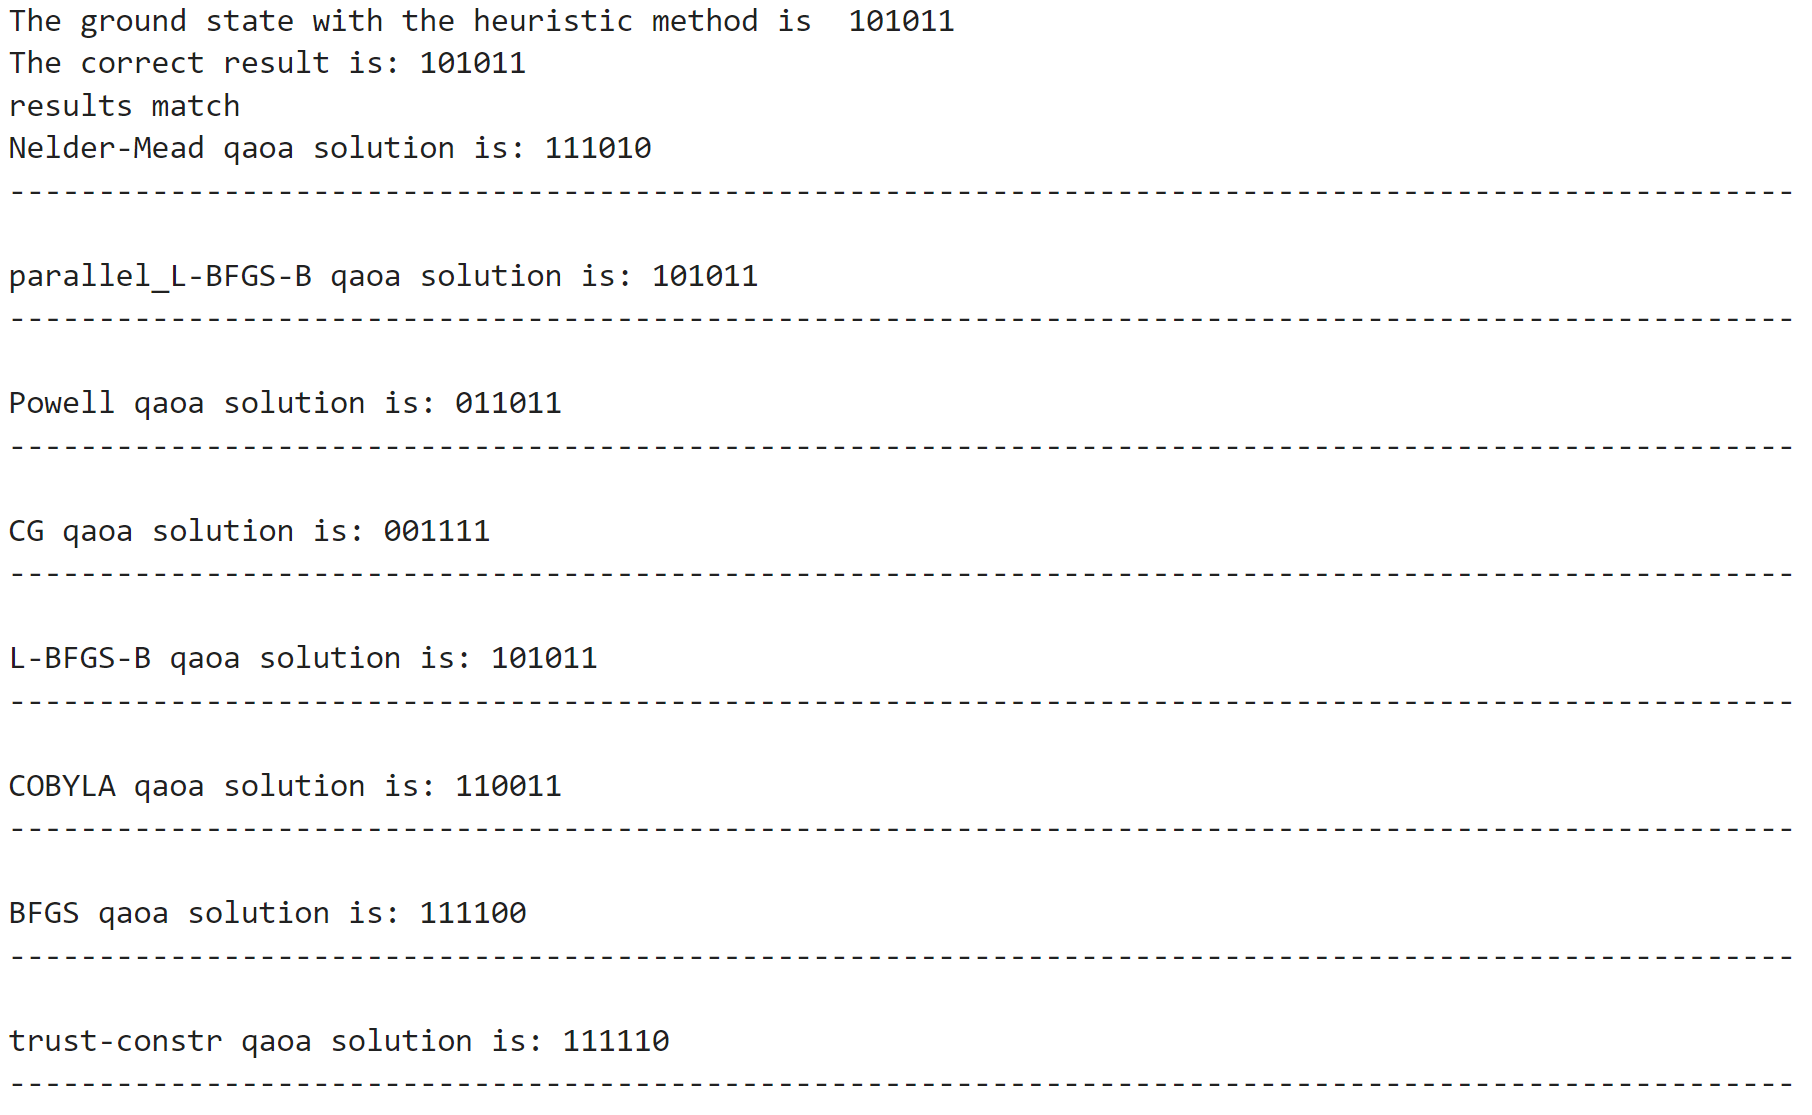 The ground state with the heuristic method is  101011
The correct result is: 101011
results match
Nelder-Mead qaoa solution is: 111010
----------------------------------------------------------------------------------------------------
parallel_L-BFGS-B qaoa solution is: 101011
----------------------------------------------------------------------------------------------------
Powell qaoa solution is: 011011
----------------------------------------------------------------------------------------------------
CG qaoa solution is: 001111
----------------------------------------------------------------------------------------------------
L-BFGS-B qaoa solution is: 101011
----------------------------------------------------------------------------------------------------
COBYLA qaoa solution is: 110011
----------------------------------------------------------------------------------------------------
BFGS qaoa solution is: 111100
----------------------------------------------------------------------------------------------------
trust-constr qaoa solution is: 111110
----------------------------------------------------------------------------------------------------